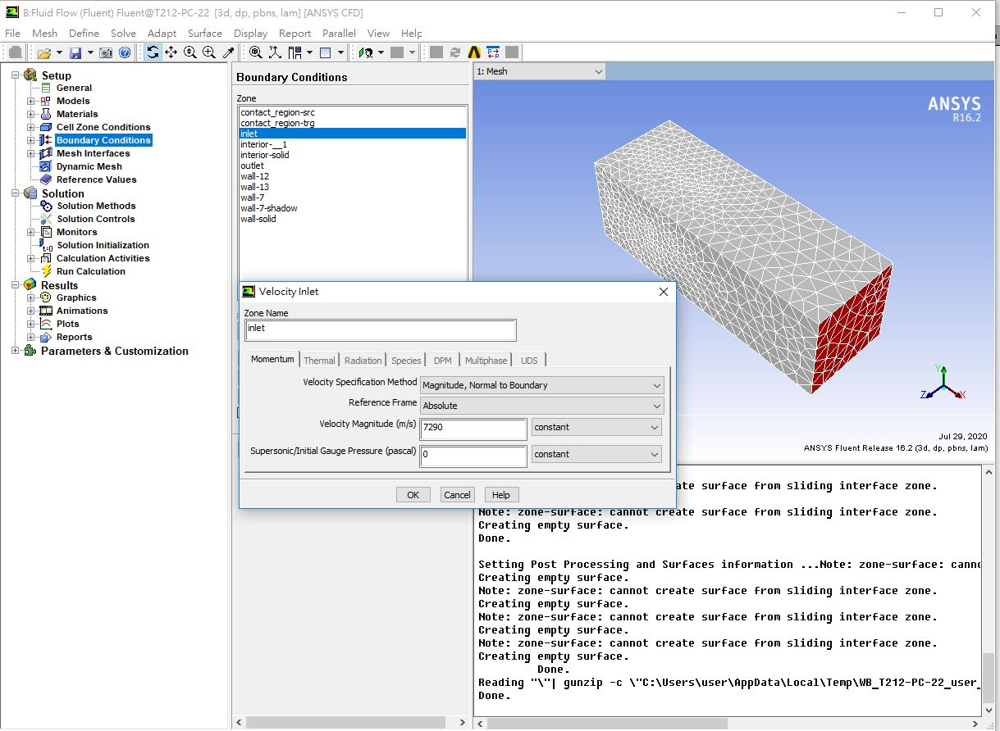 B:Fluid Flow (Fluent) Fluent@T212-PC-22 [3d, dp, pbns, lam] [ANSYS CFD]
File Mesh Define Solve Adapt Surface Display Report Parallel View Help
Setup
General
Models
Materials
Cell Zone Conditions
Boundary Conditions
Mesh Interfaces
Dynamic Mesh
Reference Values
Solution
Solution Methods
Solution Controls
Monitors
Solution Initialization
Calculation Activities
Run Calculation
Results
Graphics
Animations
Plots
Reports
Parameters & Customization
Boundary Conditions
Zone
contact_region-src
contact_region-trg
inlet
interior-__1
interior-solid
outlet
wall-12
wall-13
wall-7
wall-7-shadow
wall-solid
1: Mesh
ANSYS
R16.2
Y
Z
X
Jul 29, 2020
ANSYS Fluent Release 16.2 (3d, dp, pbns, lam)
Velocity Inlet
Zone Name
inlet
Momentum Thermal Radiation Species DPM Multiphase UDS
Velocity Specification Method Magnitude, Normal to Boundary
Reference Frame Absolute
Velocity Magnitude (m/s) 7290 constant
Supersonic/Initial Gauge Pressure (pascal) 0 constant
OK Cancel Help
surface from sliding interface zone.
Note: zone-surface: cannot create surface from sliding interface zone.
Creating empty surface.
Done.
Setting Post Processing and Surfaces information ...Note: zone-surface:
Creating empty surface.
Note: zone-surface: cannot create surface from sliding interface zone.
Creating empty surface.
Note: zone-surface: cannot create surface from sliding interface zone.
Creating empty surface.
Note: zone-surface: cannot create surface from sliding interface zone.
Creating empty surface.
Done.
Reading "\"| gunzip -c \"C:\Users\user\AppData\Local\Temp\WB_T212-PC-22_user_
Done.